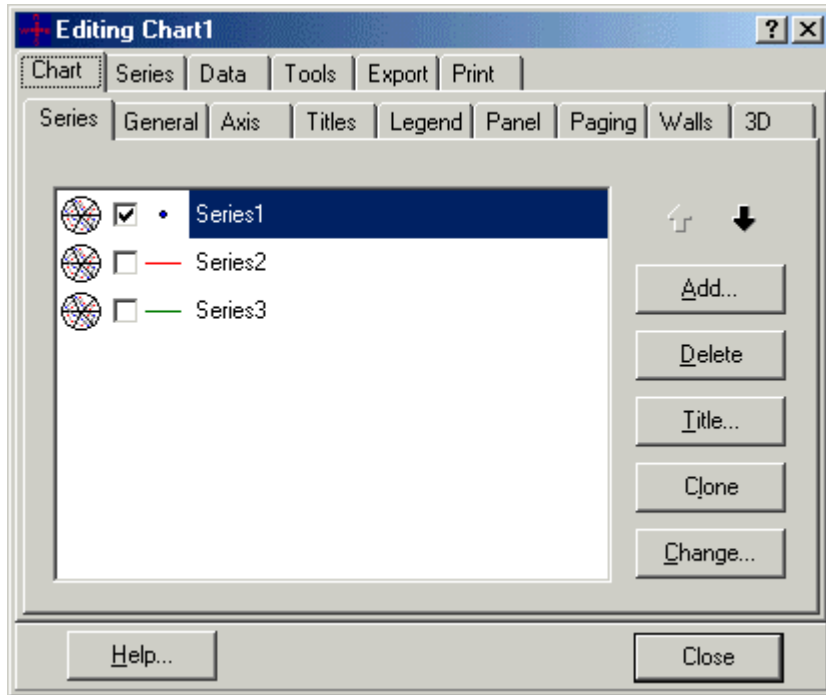 Editing Chart1
Chart Series Data Tools Export Print
Series General Axis Titles Legend Panel Paging Walls 3D
Series1
Series2
Series3
Add...
Delete
Title...
Clone
Change...
Help... Close